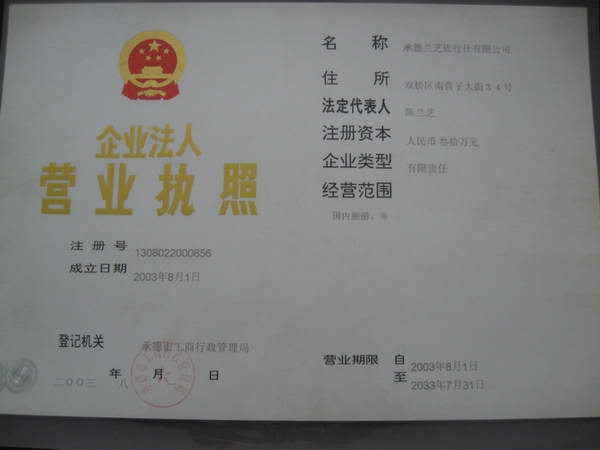 企业法人
营业执照
注册号 1308022000856
成立日期 2003年8月1日
登记机关 承德市工商行政管理局
二00三 年 八 月 日
名称 承德兰芝旅行社有限公司
住所 双桥区南营子大街34号
法定代表人 陈兰芝
注册资本 人民币叁拾万元
企业类型 有限责任
经营范围
国内旅游。
营业期限 自 2003年8月1日
至 2033年7月31日